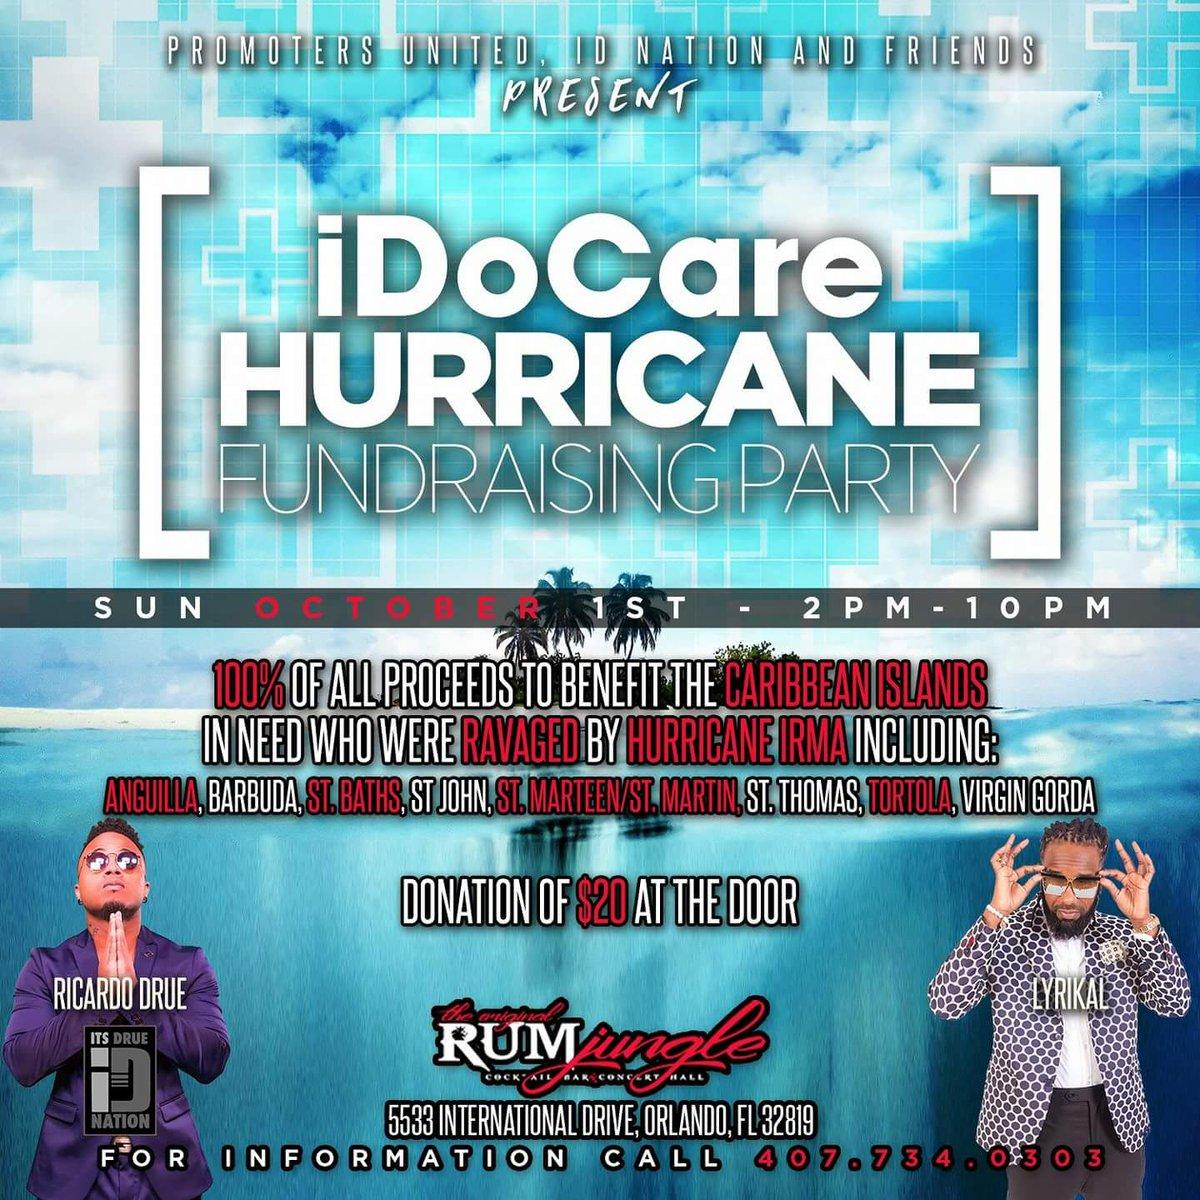 PROMOTERS UNITED, ID NATION AND FRIENDS
PRESENT
iDoCare
HURRICANE
FUNDRAISING PARTY
SUN OCTOBER 1ST - 2PM-10PM
100% OF ALL PROCEEDS TO BENEFIT THE CARIBBEAN ISLANDS
IN NEED WHO WERE RAVAGED BY HURRICANE IRMA INCLUDING:
ANGUILLA, BARBUDA, ST. BATHS, ST JOHN, ST. MARTEEN/ST. MARTIN, ST. THOMAS, TORTOLA, VIRGIN GORDA
DONATION OF $20 AT THE DOOR
RICARDO DRUE
ITS DRUE
iD
NATION
LYRIKAL
the original
RUM jungle
COCKTAIL BAR & CONCERT HALL
5533 INTERNATIONAL DRIVE, ORLANDO, FL 32819
FOR INFORMATION CALL 407.734.0303